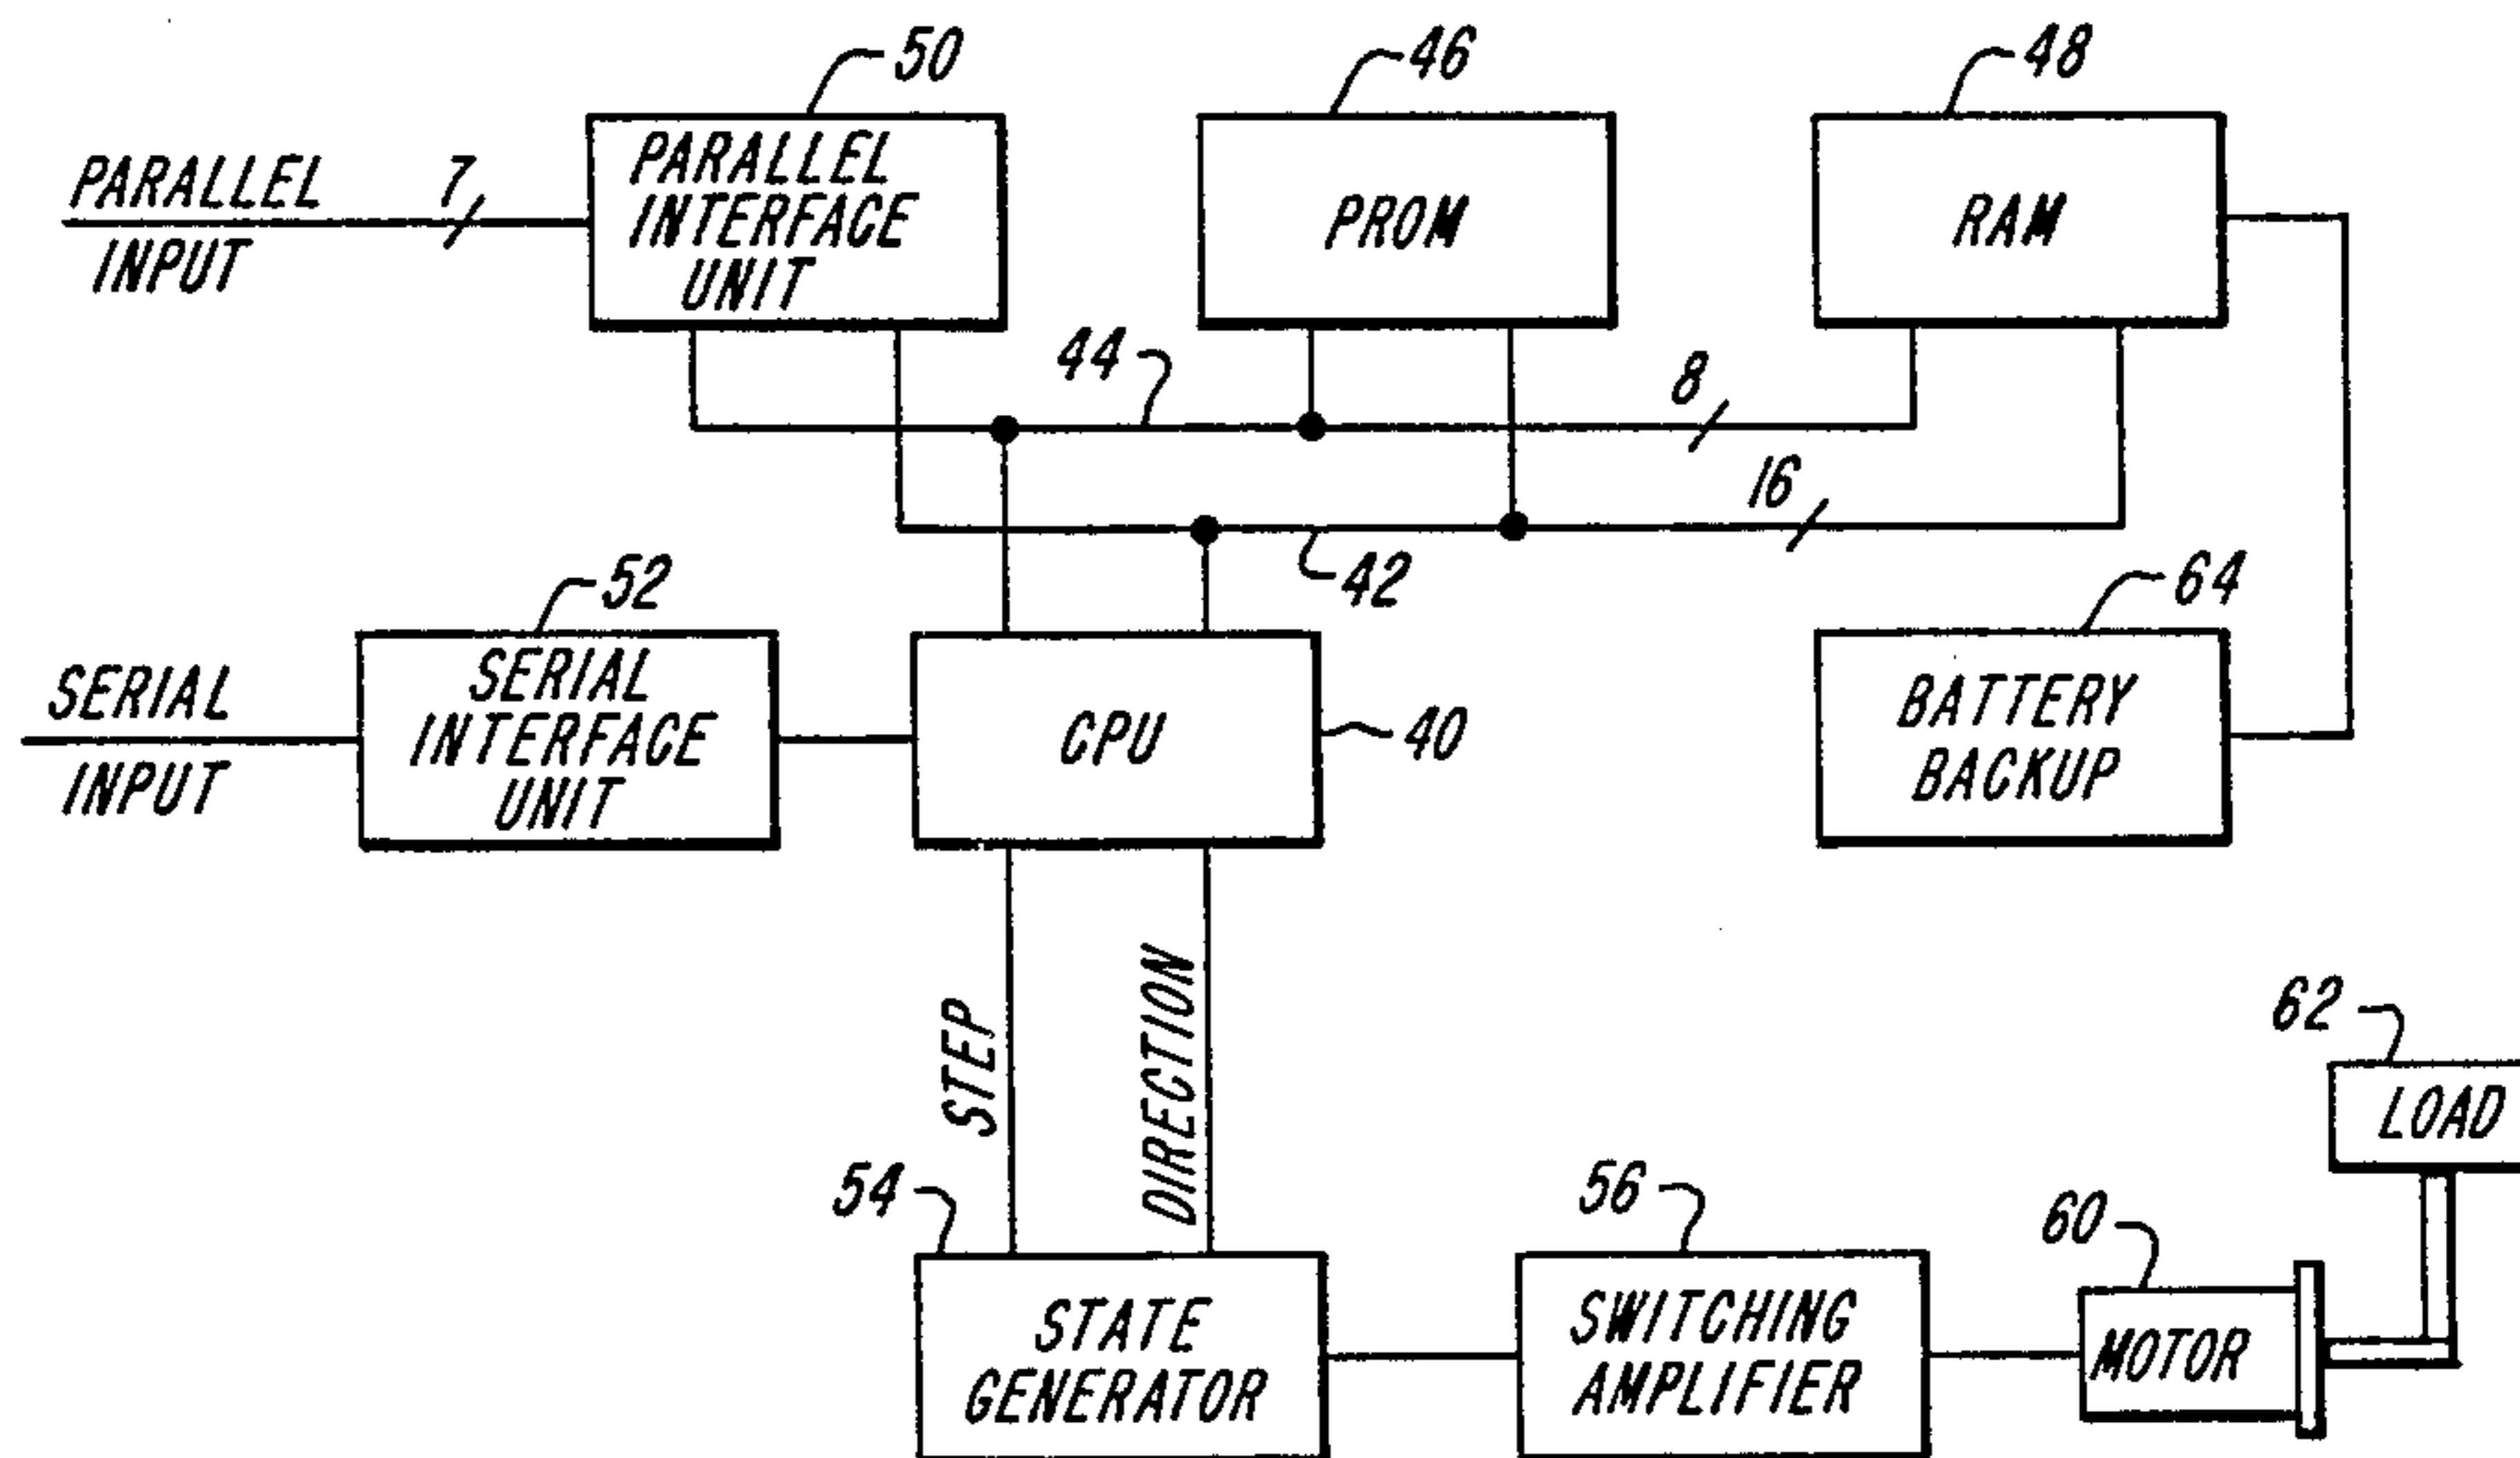 50
46
48
PARALLEL
INPUT
7
PARALLEL
INTERFACE
UNIT
PROM
RAM
44
8
16
42
52
64
SERIAL
INPUT
SERIAL
INTERFACE
UNIT
CPU
40
BATTERY
BACKUP
STEP
DIRECTION
62
LOAD
54
56
60
STATE
GENERATOR
SWITCHING
AMPLIFIER
MOTOR